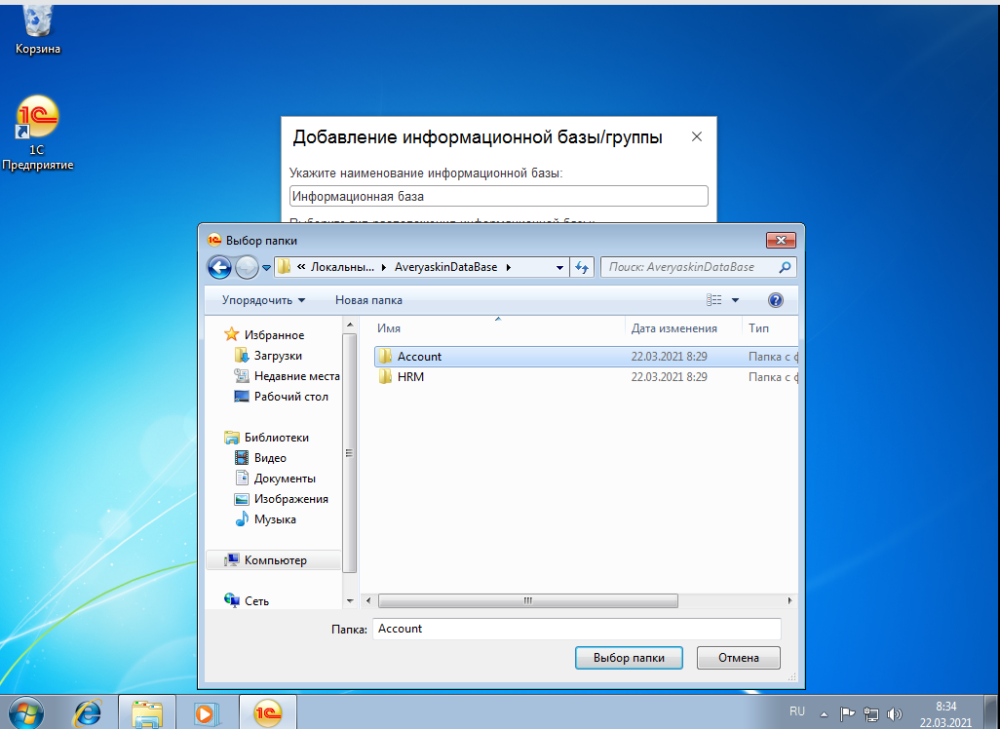 Корзина
1С
Предприятие
Добавление информационной базы/группы
Укажите наименование информационной базы:
Информационная база
Выбор папки
« Локальны... AveryaskinDataBase
Поиск: AveryaskinDataBase
Упорядочить
Новая папка
Имя
Дата изменения
Тип
Account 22.03.2021 8:29 Папка с ф
HRM 22.03.2021 8:29 Папка с ф
Избранное
Загрузки
Недавние места
Рабочий стол
Библиотеки
Видео
Документы
Изображения
Музыка
Компьютер
Сеть
Папка: Account
Выбор папки
Отмена
RU
8:34
22.03.2021